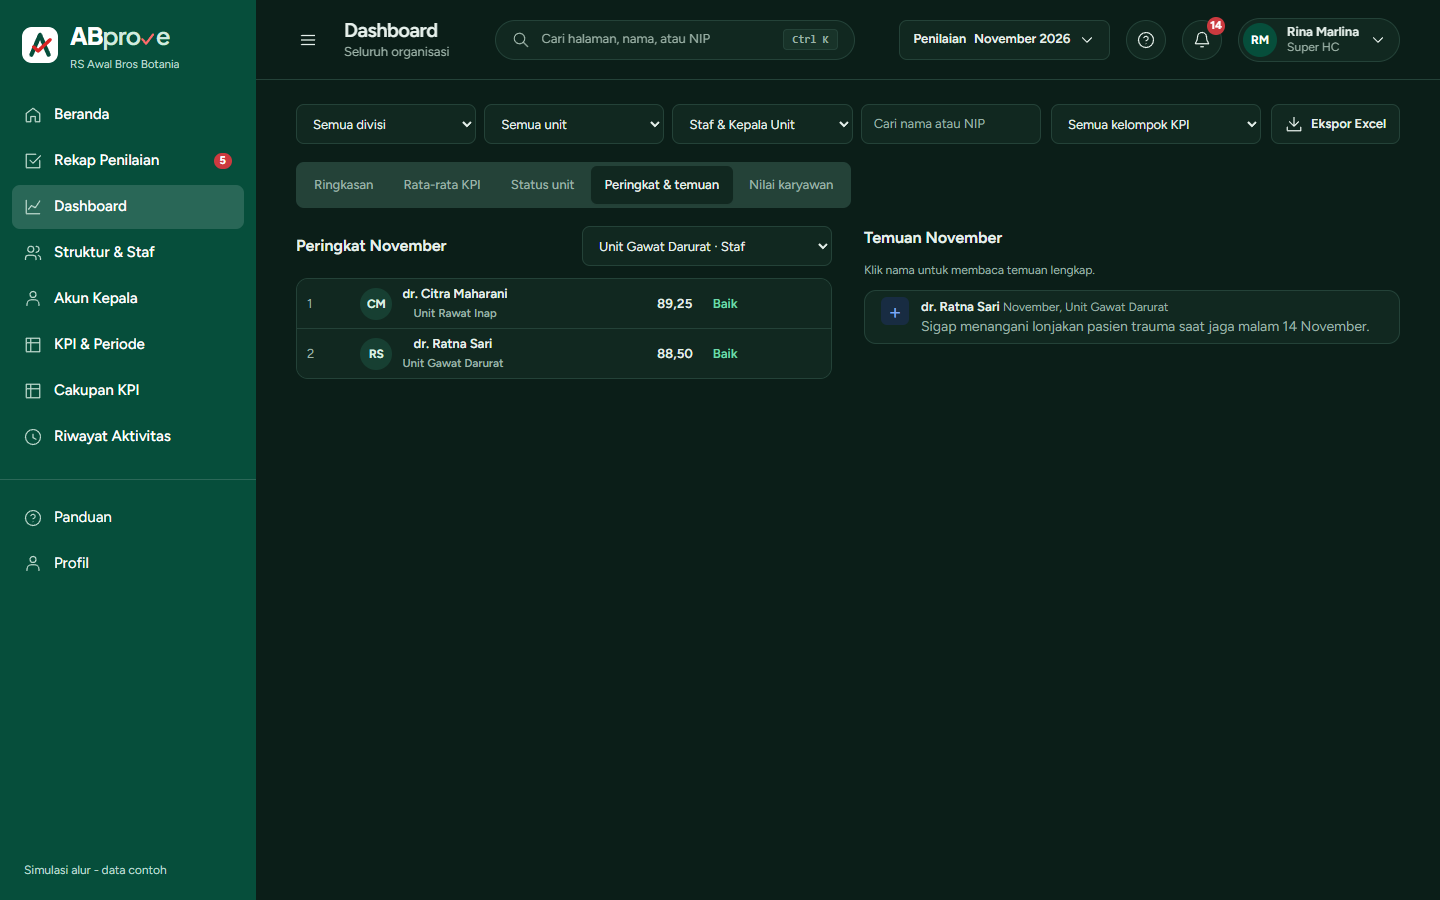 ABprove
RS Awal Bros Botania
Beranda
Rekap Penilaian 5
Dashboard
Struktur & Staf
Akun Kepala
KPI & Periode
Cakupan KPI
Riwayat Aktivitas
Panduan
Profil
Simulasi alur - data contoh
Dashboard
Seluruh organisasi
Cari halaman, nama, atau NIP Ctrl K
Penilaian November 2026
14
RM
Rina Marlina
Super HC
Semua divisi
Semua unit
Staf & Kepala Unit
Cari nama atau NIP
Semua kelompok KPI
Ekspor Excel
Ringkasan
Rata-rata KPI
Status unit
Peringkat & temuan
Nilai karyawan
Peringkat November
Unit Gawat Darurat · Staf
1 CM dr. Citra Maharani 89,25 Baik
Unit Rawat Inap
2 RS dr. Ratna Sari 88,50 Baik
Unit Gawat Darurat
Temuan November
Klik nama untuk membaca temuan lengkap.
+ dr. Ratna Sari November, Unit Gawat Darurat
Sigap menangani lonjakan pasien trauma saat jaga malam 14 November.